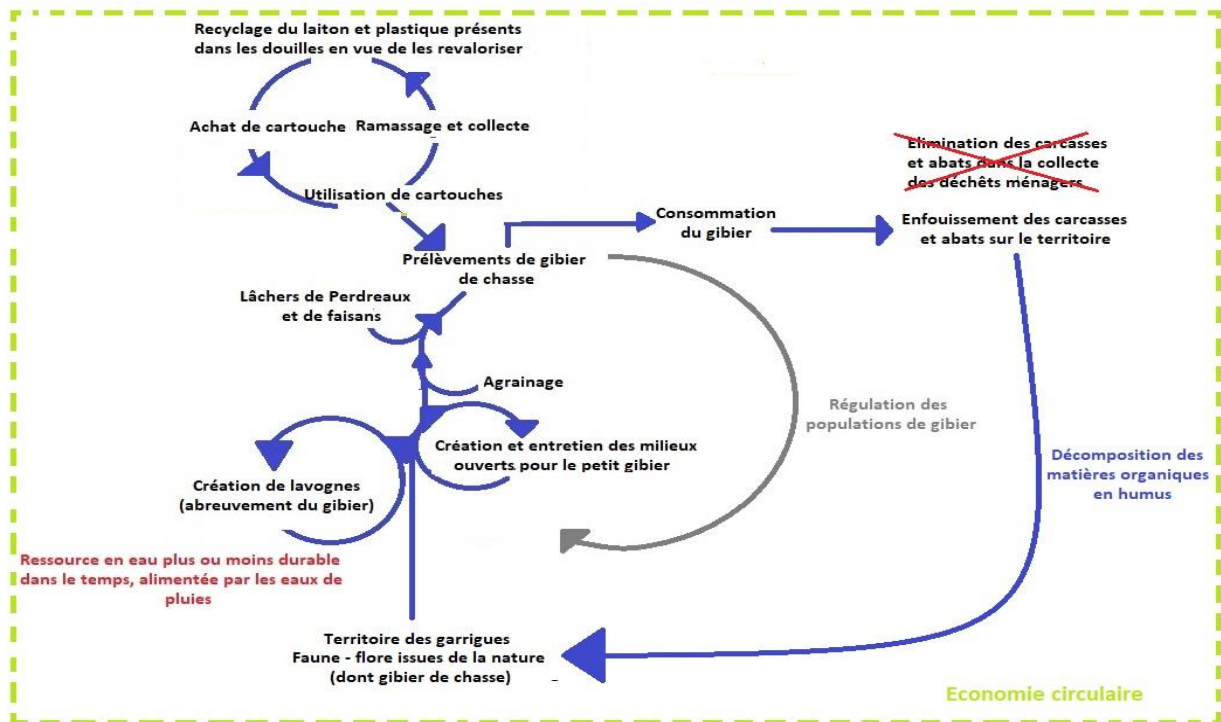 Recyclage du laiton et plastique présents
dans les douilles en vue de les revaloriser
Achat de cartouche
Ramassage et collecte
Utilisation de cartouches
Elimination des carcasses
et abats dans la collecte
des déchêts ménagers
Consommation
du gibier
Enfouissement des carcasses
et abats sur le territoire
Prélèvements de gibier
de chasse
Lâchers de Perdreaux
et de faisans
Agrainage
Régulation des
populations de gibier
Création et entretien des milieux
ouverts pour le petit gibier
Décomposition des
matières organiques
en humus
Création de lavognes
(abreuvement du gibier)
Ressource en eau plus ou moins durable
dans le temps, alimentée par les eaux de
pluies
Territoire des garrigues
Faune - flore issues de la nature
(dont gibier de chasse)
Economie circulaire